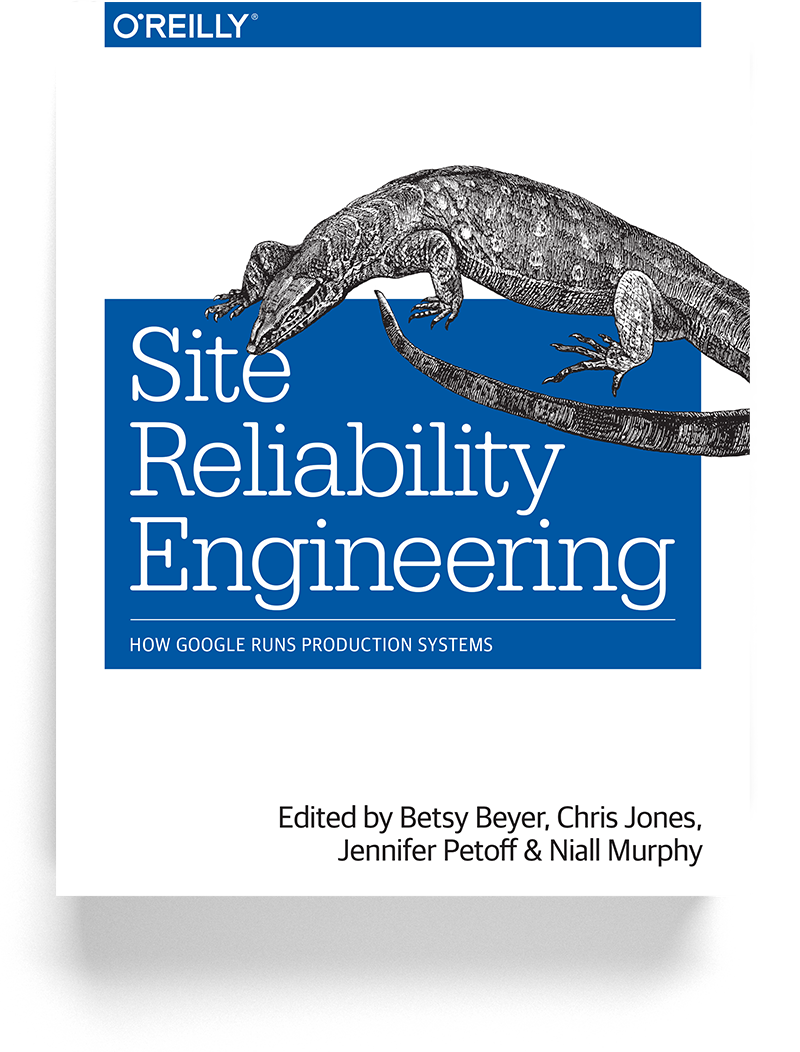 O'REILLY®
Site
Reliability
Engineering
HOW GOOGLE RUNS PRODUCTION SYSTEMS
Edited by Betsy Beyer, Chris Jones,
Jennifer Petoff & Niall Murphy